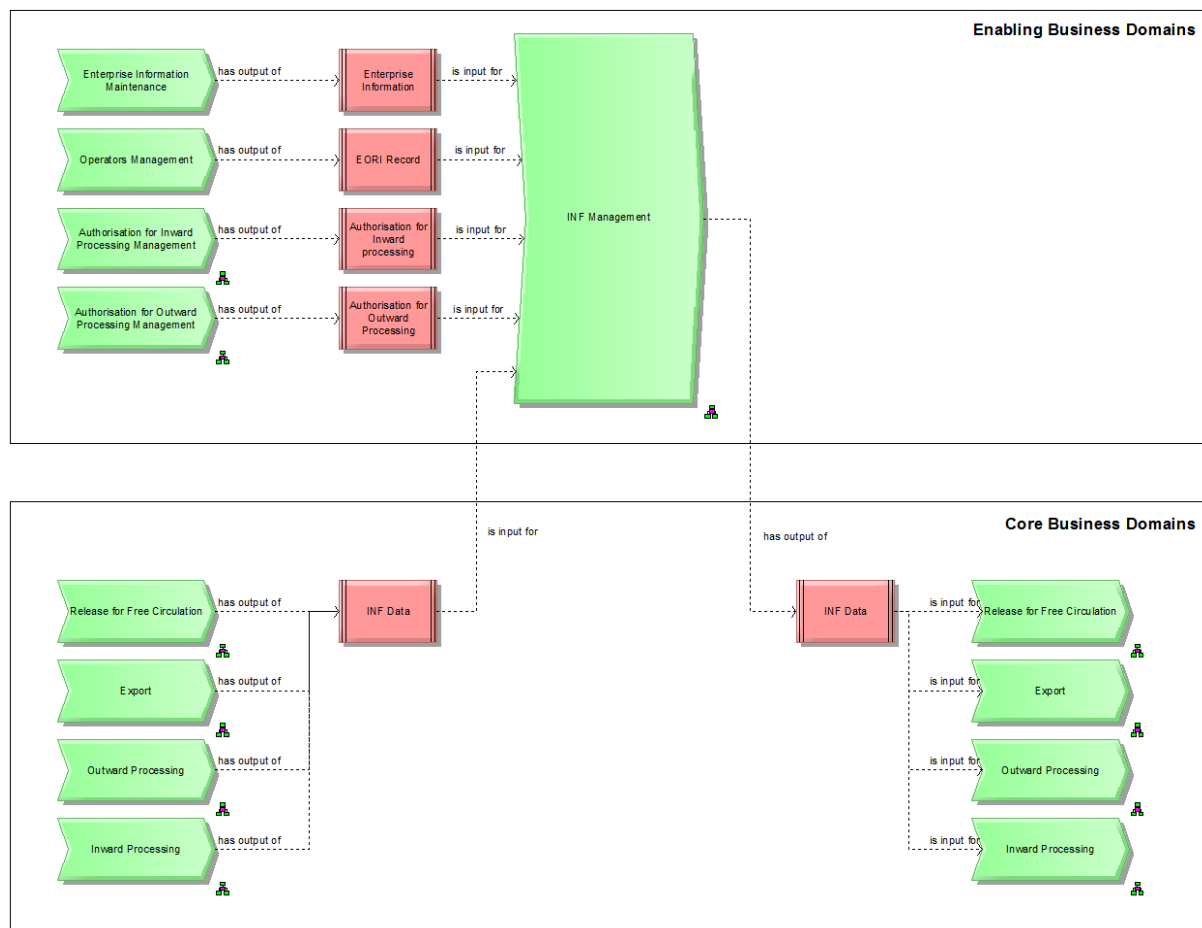 Enabling Business Domains
Enterprise Information
Maintenance
has output of
Enterprise
Information
is input for
Operators Management
has output of
EORI Record
is input for
INF Management
Authorisation for Inward
Processing Management
has output of
Authorisation for
Inward
processing
is input for
Authorisation for Outward
Processing Management
has output of
Authorisation for
Outward
Processing
is input for
Core Business Domains
is input for
has output of
Release for Free Circulation
has output of
INF Data
INF Data
is input for
Release for Free Circulation
Export
has output of
is input for
Export
Outward Processing
has output of
is input for
Outward Processing
Inward Processing
has output of
is input for
Inward Processing